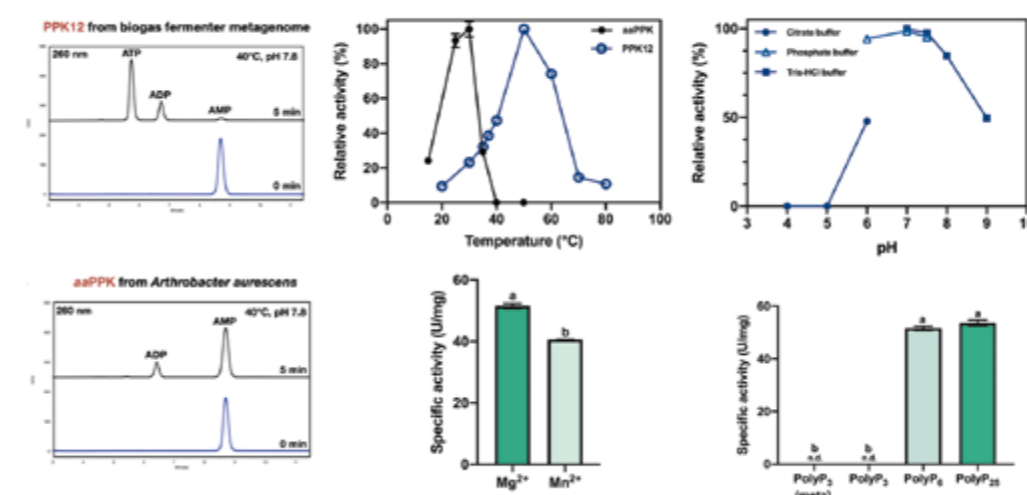 PPK12 from biogas fermenter metagenome
260 nm
40°C, pH 7.8
ATP
ADP
AMP
5 min
0 min
Relative activity (%)
100
80
60
40
20
0
0 20 40 60 80 100
Temperature (°C)
aaPPK
PPK12
Relative activity (%)
100
50
0
3 4 5 6 7 8 9 10
pH
Citrate buffer
Phosphate buffer
Tris-HCl buffer
aaPPK from Arthrobacter aurescens
260 nm
40°C, pH 7.8
ADP
AMP
5 min
0 min
Specific activity (U/mg)
60
40
20
0
a
b
Mg²⁺ Mn²⁺
Specific activity (U/mg)
60
40
20
0
b
n.d.
b
n.d.
a
a
PolyP₃ PolyP₃ PolyP₆ PolyP₂₅
(meta)